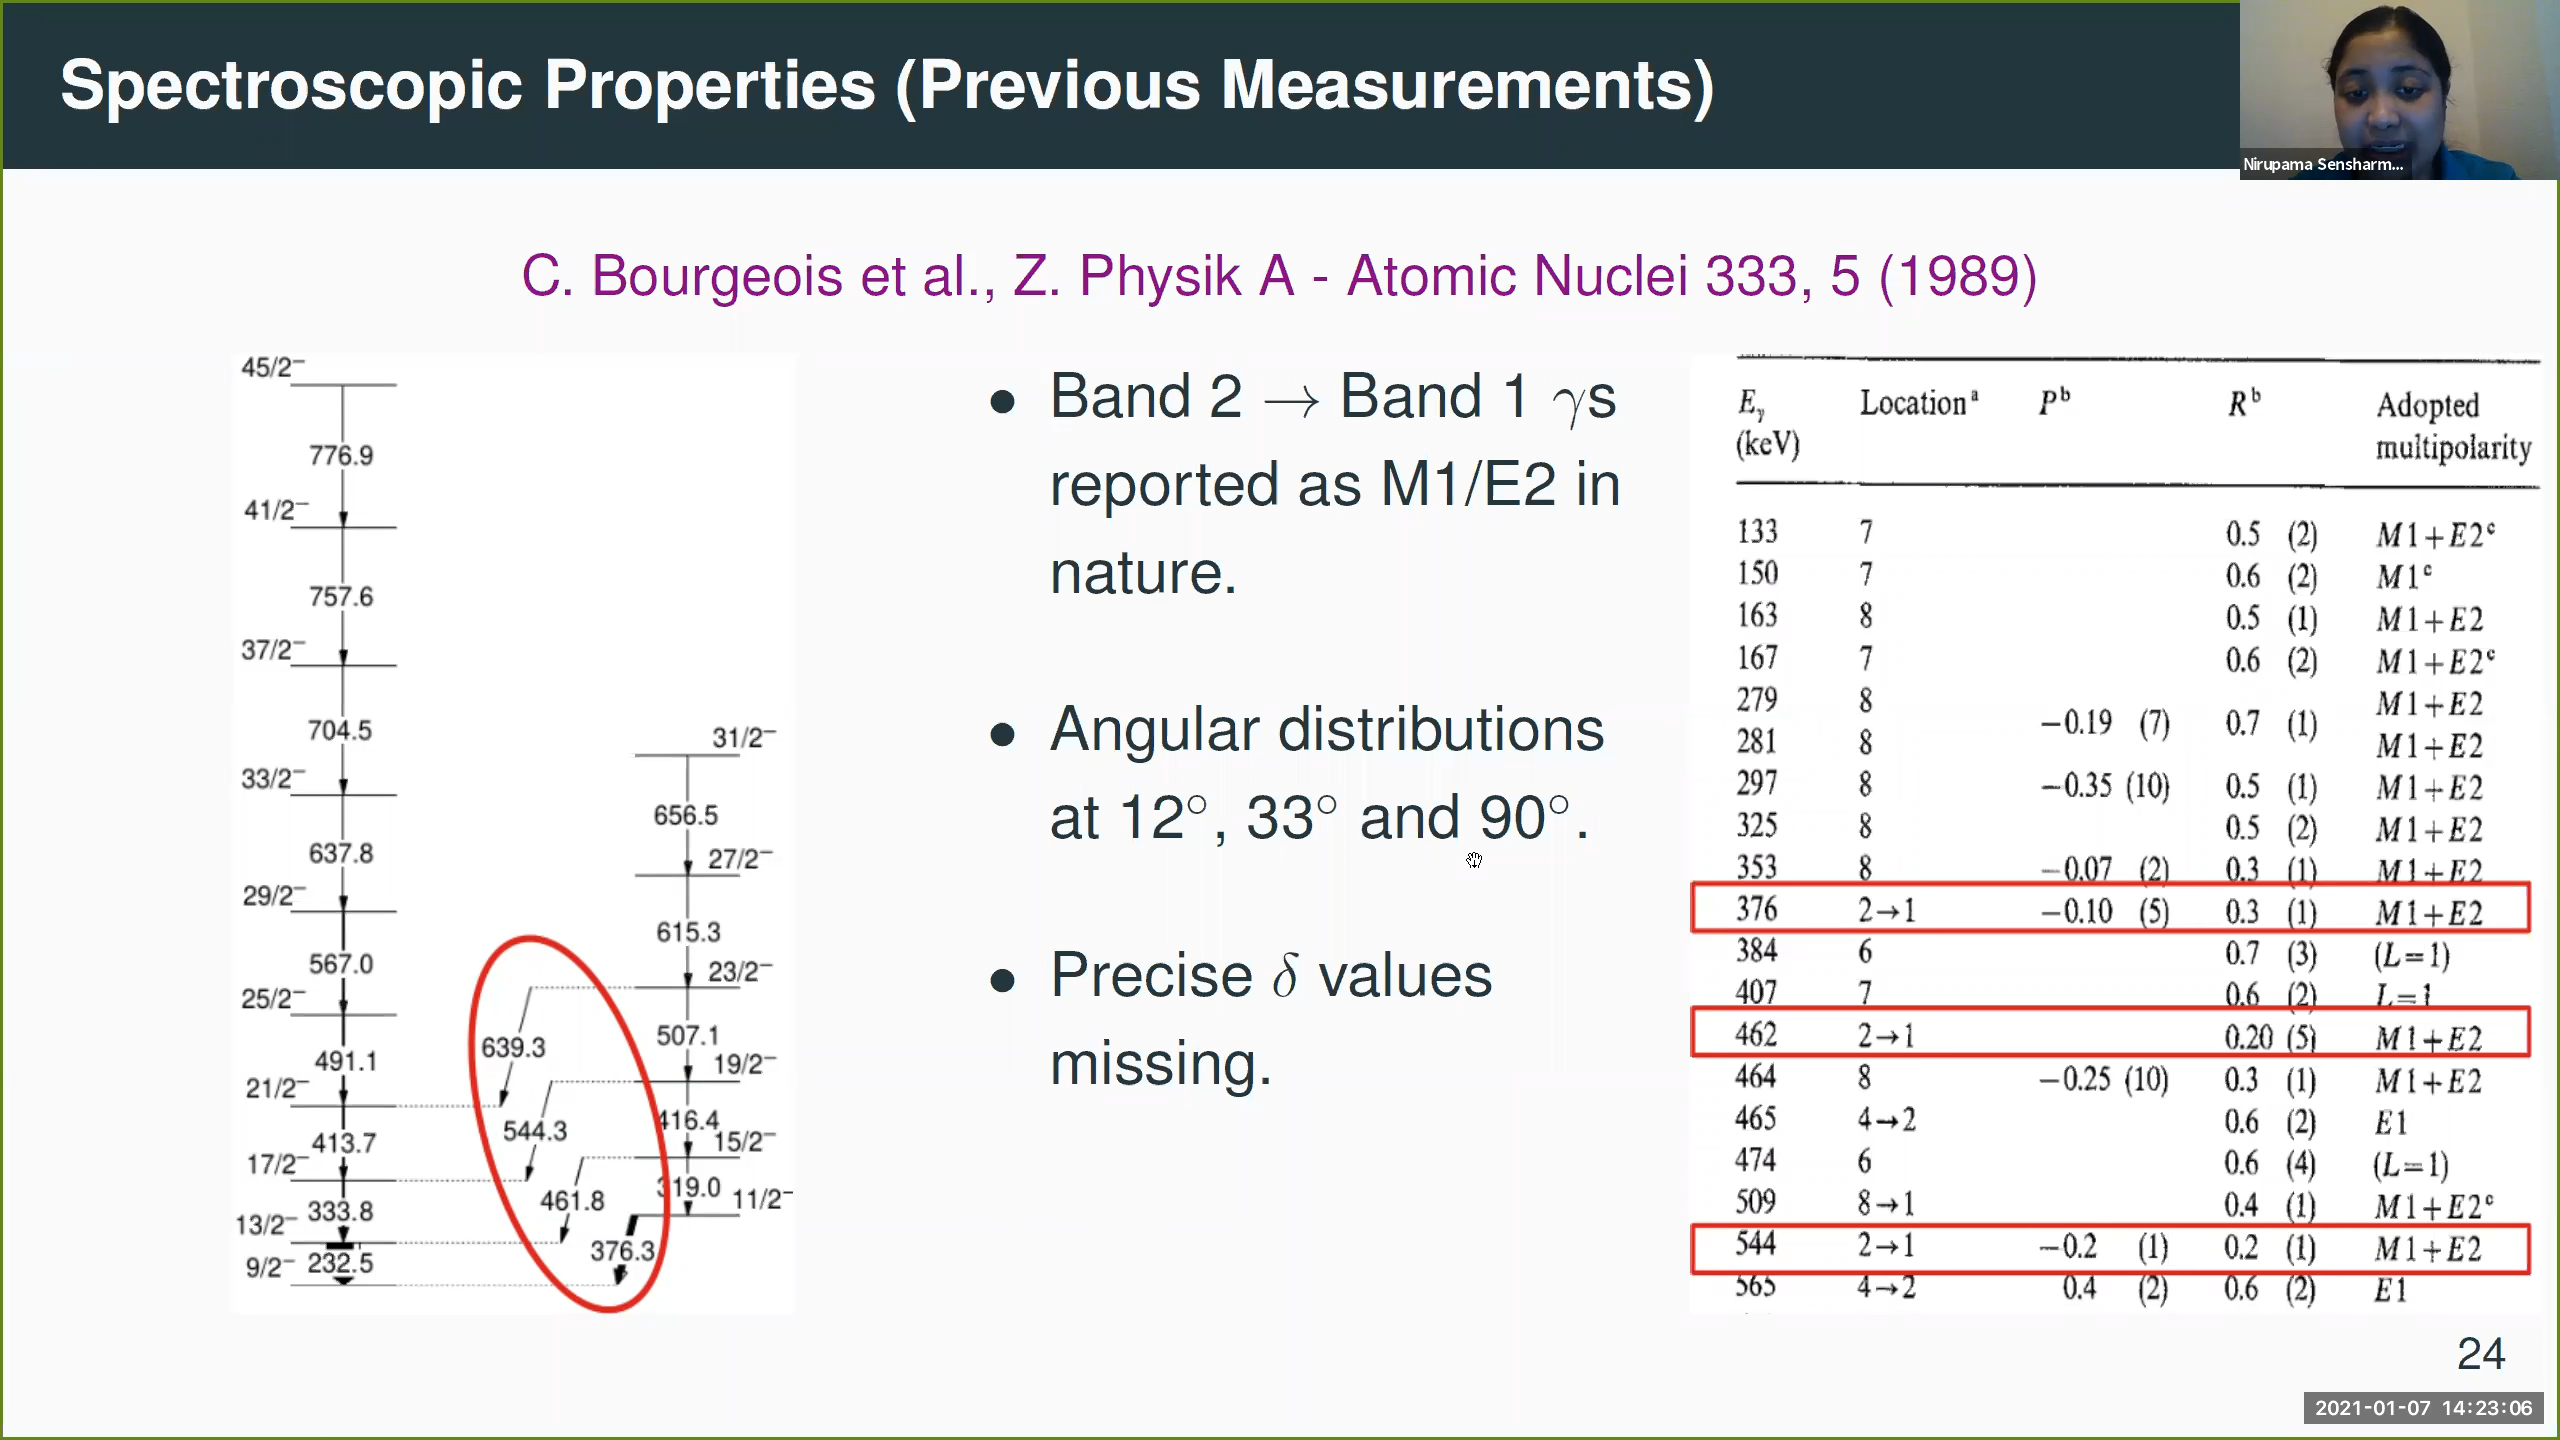 Spectroscopic Properties (Previous Measurements)
Nirupama Sensharm...
C. Bourgeois et al., Z. Physik A - Atomic Nuclei 333, 5 (1989)
45/2⁻
776.9
41/2⁻
757.6
37/2⁻
704.5
33/2⁻
637.8
29/2⁻
567.0
25/2⁻
491.1
21/2⁻
413.7
17/2⁻
333.8
13/2⁻
232.5
9/2⁻
639.3
544.3
461.8
376.3
31/2⁻
656.5
27/2⁻
615.3
23/2⁻
507.1
19/2⁻
416.4
15/2⁻
319.0
11/2⁻
• Band 2 → Band 1 γs
reported as M1/E2 in
nature.
• Angular distributions
at 12°, 33° and 90°.
• Precise δ values
missing.
Eγ Location ᵃ Pᵇ Rᵇ Adopted
(keV) multipolarity
133 7 0.5 (2) M1+E2ᶜ
150 7 0.6 (2) M1ᶜ
163 8 0.5 (1) M1+E2
167 7 0.6 (2) M1+E2ᶜ
279 8 M1+E2
−0.19 (7) 0.7 (1)
281 8 M1+E2
297 8 −0.35 (10) 0.5 (1) M1+E2
325 8 0.5 (2) M1+E2
353 8 −0.07 (2) 0.3 (1) M1+E2
376 2→1 −0.10 (5) 0.3 (1) M1+E2
384 6 0.7 (3) (L=1)
407 7 0.6 (2) L=1
462 2→1 0.20 (5) M1+E2
464 8 −0.25 (10) 0.3 (1) M1+E2
465 4→2 0.6 (2) E1
474 6 0.6 (4) (L=1)
509 8→1 0.4 (1) M1+E2ᶜ
544 2→1 −0.2 (1) 0.2 (1) M1+E2
565 4→2 0.4 (2) 0.6 (2) E1
24
2021-01-07 14:23:06